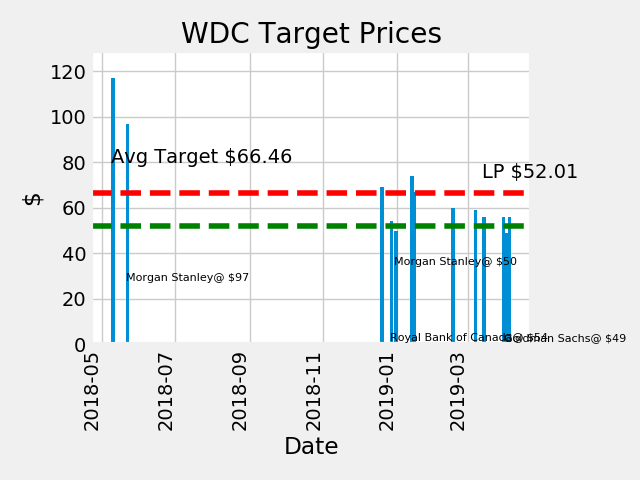 WDC Target Prices
120
100
80
60
40
20
0
$
Avg Target $66.46
LP $52.01
Morgan Stanley@ $97
Morgan Stanley@ $50
Royal Bank of Canada@ $54
Goldman Sachs@ $49
2018-05
2018-07
2018-09
2018-11
2019-01
2019-03
Date